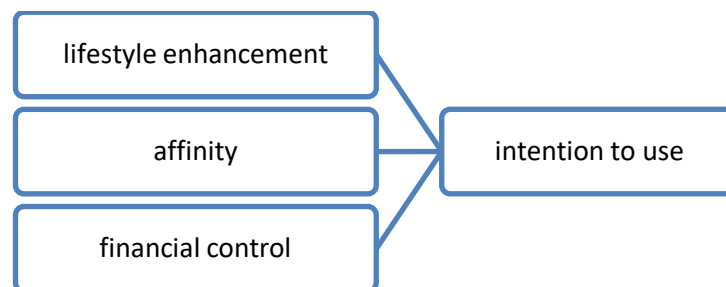 lifestyle enhancement
affinity
intention to use
financial control